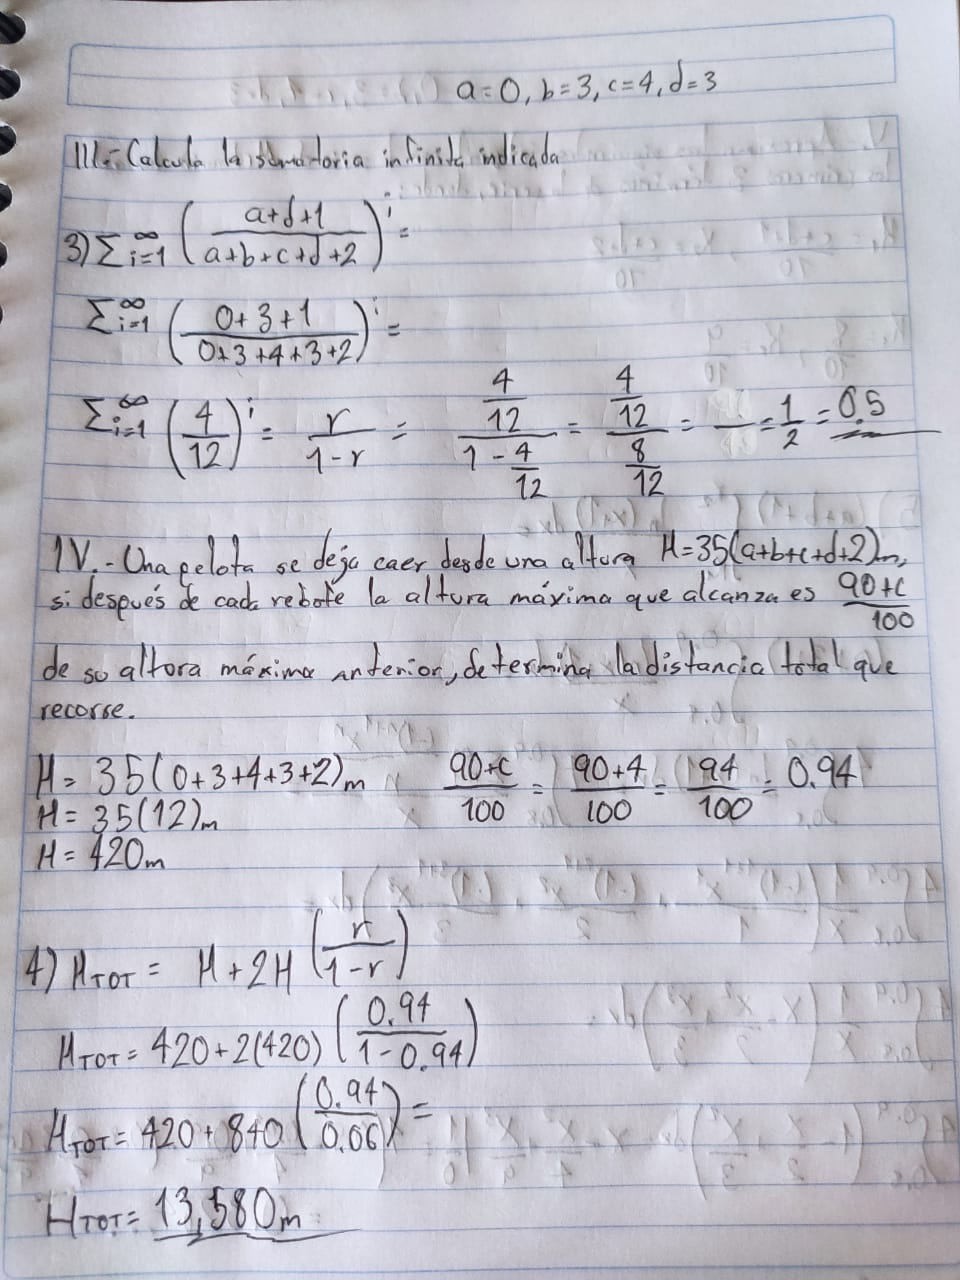 a=0, b=3, c=4, d=3
III.- Calcula la sumatoria infinita indicada
3) Σ i=1 ∞ (a+d+1 / a+b+c+d+2)^i =
Σ i=1 ∞ (0+3+1 / 0+3+4+3+2)^i =
Σ i=1 ∞ (4/12)^i = r / 1-r = 4/12 / 1-4/12 = 4/12 / 8/12 = = 1/2 = 0.5
IV.- Una pelota se deja caer desde una altura H=35(a+b+c+d+2)m,
si después de cada rebote la altura máxima que alcanza es 90+c / 100
de su altura máxima anterior, determina la distancia total que
recorse.
H= 35(0+3+4+3+2)m 90+c / 100 = 90+4 / 100 = 94 / 100 = 0.94
H= 35(12)m
H= 420m
4) HTOT = H+2H (r / 1-r)
HTOT= 420+2(420) (0.94 / 1-0.94)
HTOT= 420+840 (0.94 / 0.06) =
HTOT= 13,580m